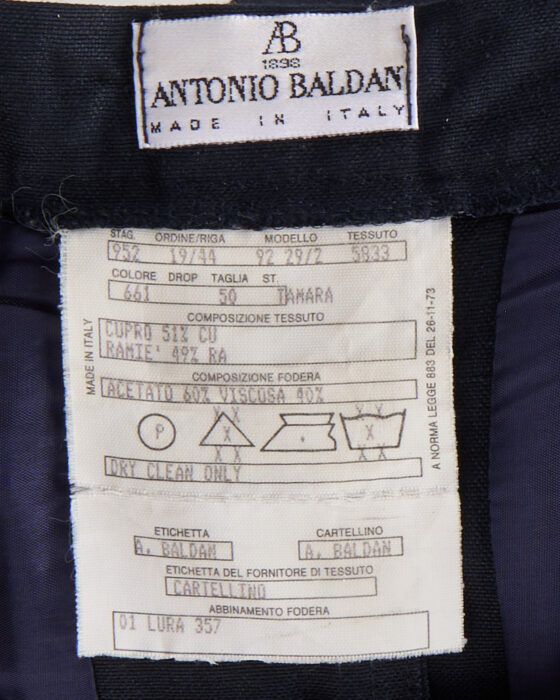 AB
1898
ANTONIO BALDAN
MADE IN ITALY
STAG. ORDINE/RIGA MODELLO TESSUTO
952 19/44 92 29/2 5833
COLORE DROP TAGLIA ST.
661 50 TAMARA
COMPOSIZIONE TESSUTO
CUPRO 51% CU
RAMIE' 49% RA
COMPOSIZIONE FODERA
ACETATO 60% VISCOSA 40%
P
X X X X
X X
X X X X
DRY CLEAN ONLY
MADE IN ITALY
A NORMA LEGGE 883 DEL 26-11-73
ETICHETTA CARTELLINO
A. BALDAN A. BALDAN
ETICHETTA DEL FORNITORE DI TESSUTO
CARTELLINO
ABBINAMENTO FODERA
01 LURA 357